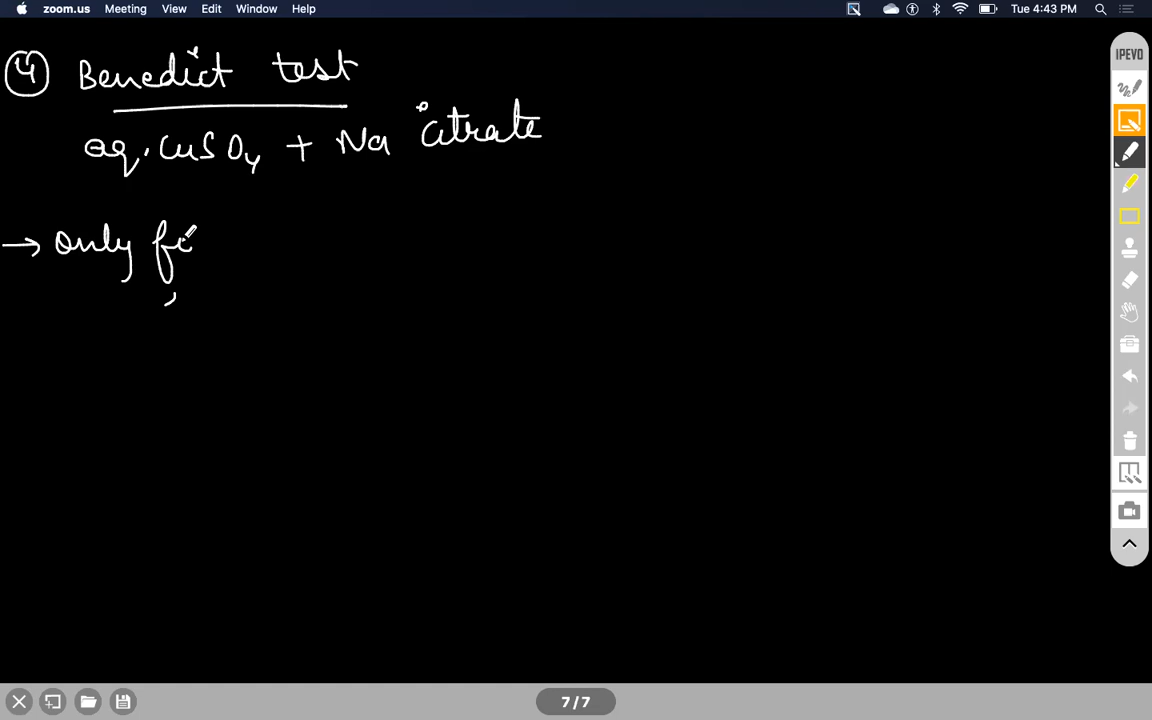 zoom.us Meeting View Edit Window Help Tue 4:43 PM
IPEVO
4 Benedict test
aq. CuSO4 + Na citrate
→ Only
7/7